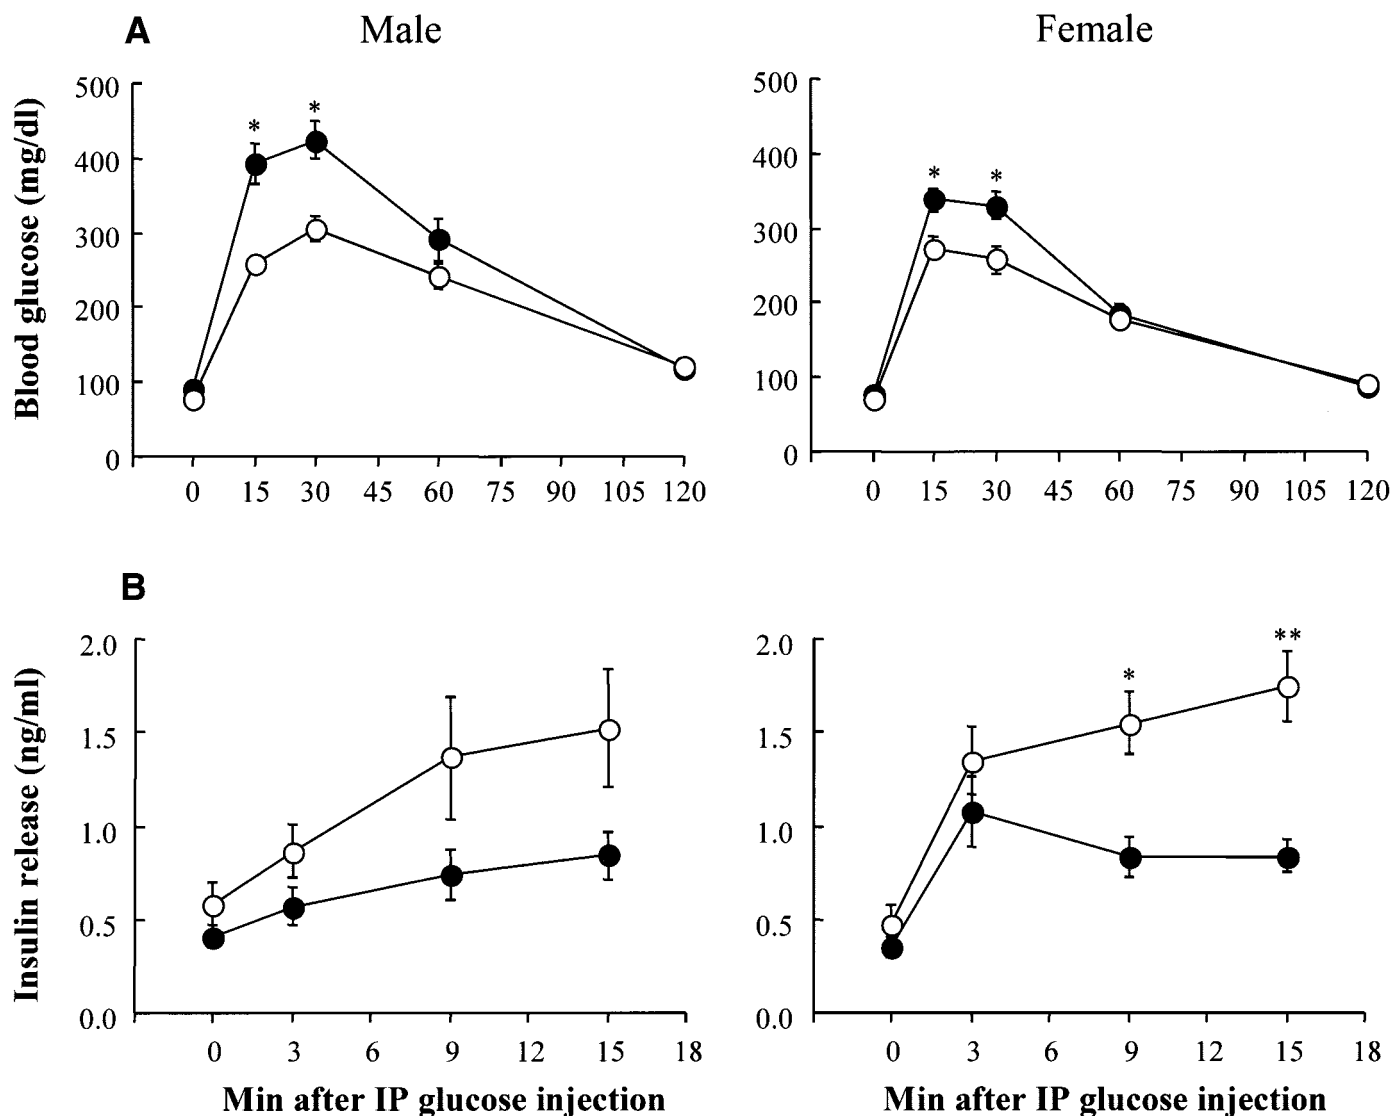 A
Male
Female
Blood glucose (mg/dl)
500
400
300
200
100
0
* *
0 15 30 45 60 75 90 105 120
500
400
300
200
100
0
* *
0 15 30 45 60 75 90 105 120
B
Insulin release (ng/ml)
2.0
1.5
1.0
0.5
0.0
0 3 6 9 12 15 18
Min after IP glucose injection
2.0
1.5
1.0
0.5
0.0
* **
0 3 6 9 12 15 18
Min after IP glucose injection